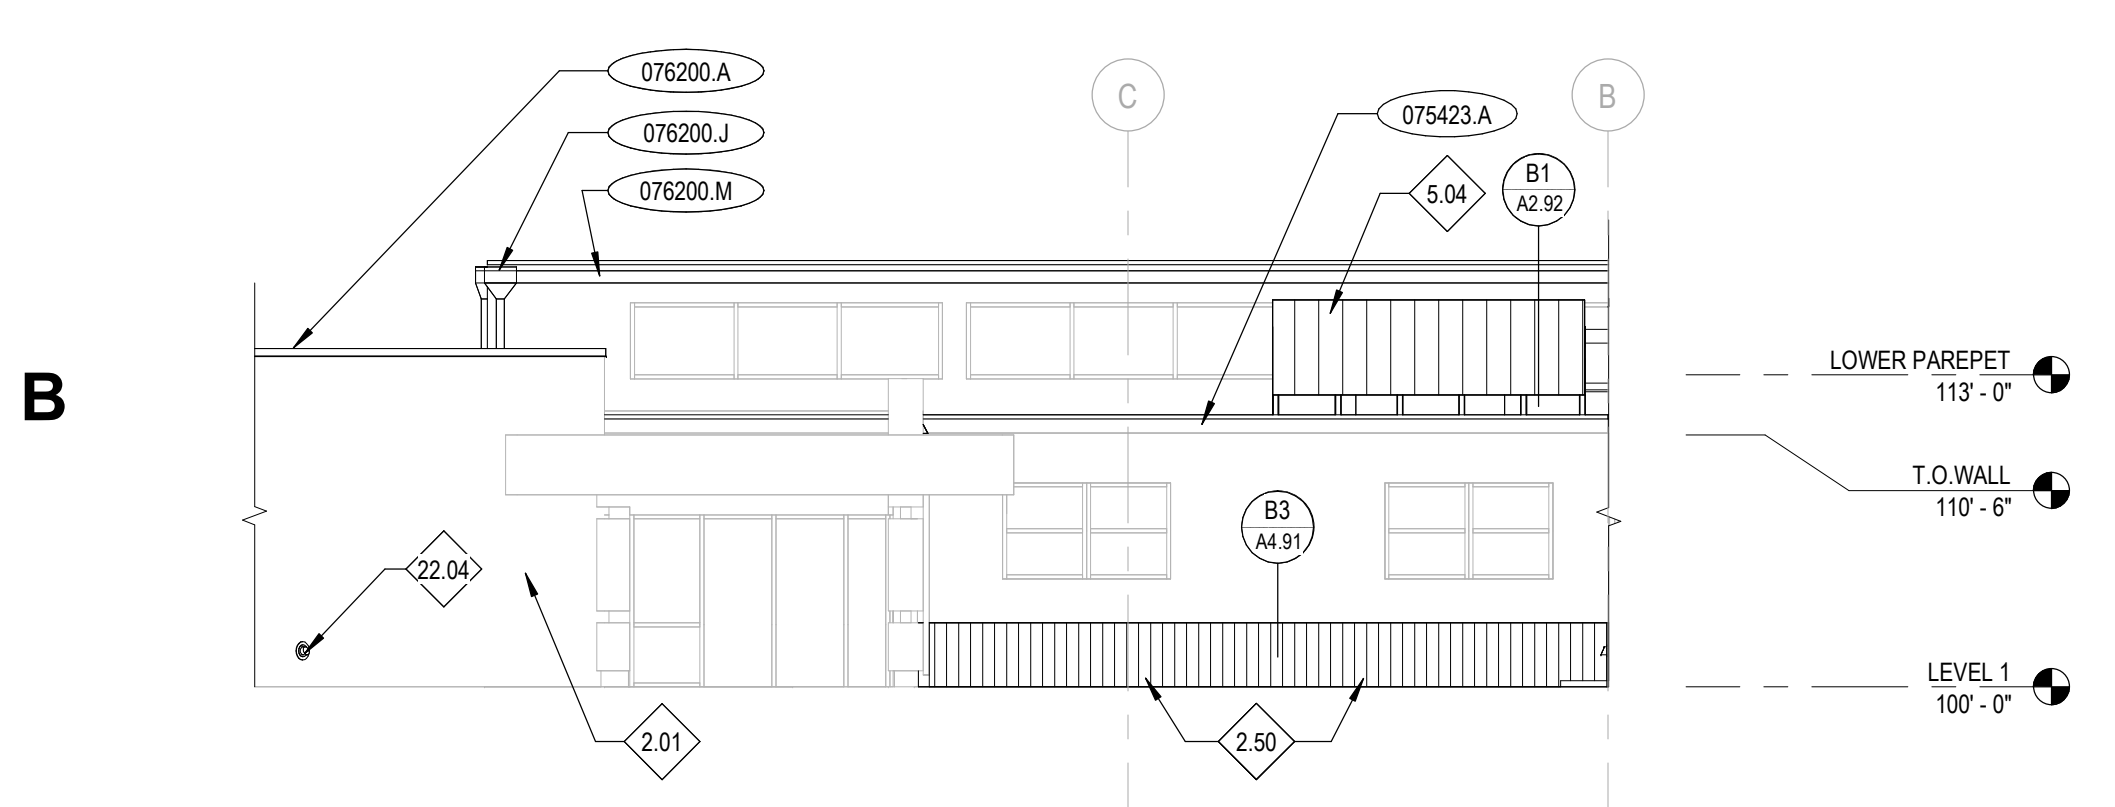 076200.A
076200.J
076200.M
C
075423.A
B
5.04
B1
A2.92
B
LOWER PAREPET
113' - 0"
T.O.WALL
110' - 6"
B3
A4.91
22.04
LEVEL 1
100' - 0"
2.01
2.50